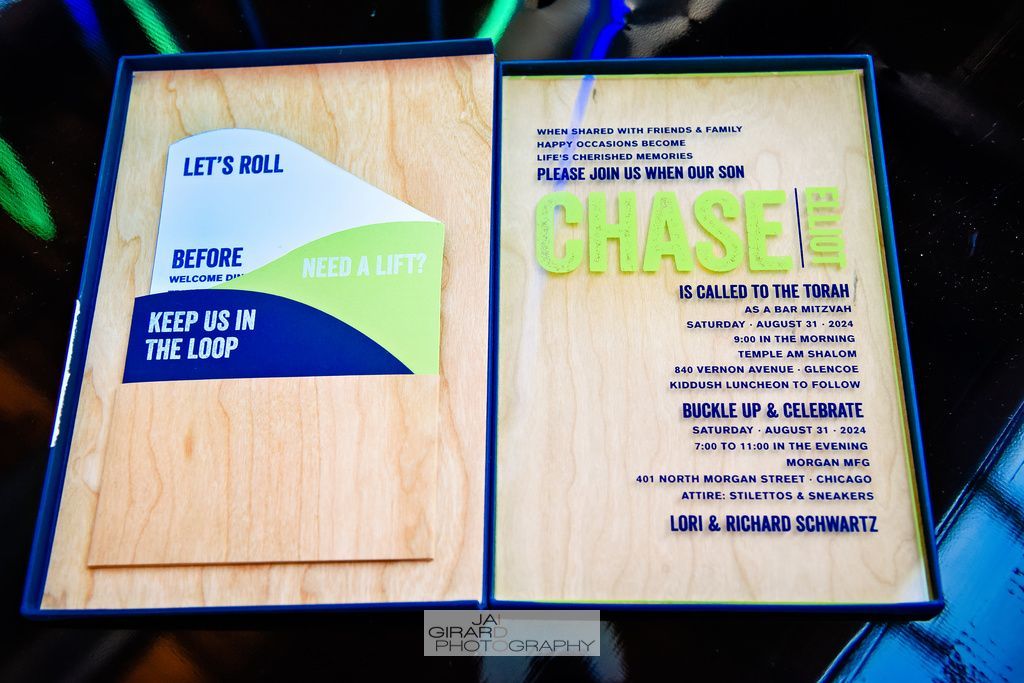 LET'S ROLL
BEFORE
WELCOME
NEED A LIFT?
KEEP US IN
THE LOOP
WHEN SHARED WITH FRIENDS & FAMILY
HAPPY OCCASIONS BECOME
LIFE'S CHERISHED MEMORIES
PLEASE JOIN US WHEN OUR SON
CHASE ELIOT
IS CALLED TO THE TORAH
AS A BAR MITZVAH
SATURDAY · AUGUST 31 · 2024
9:00 IN THE MORNING
TEMPLE AM SHALOM
840 VERNON AVENUE · GLENCOE
KIDDUSH LUNCHEON TO FOLLOW
BUCKLE UP & CELEBRATE
SATURDAY · AUGUST 31 · 2024
7:00 TO 11:00 IN THE EVENING
MORGAN MFG
401 NORTH MORGAN STREET · CHICAGO
ATTIRE: STILETTOS & SNEAKERS
LORI & RICHARD SCHWARTZ
JAI
GIRARD
PHOTOGRAPHY